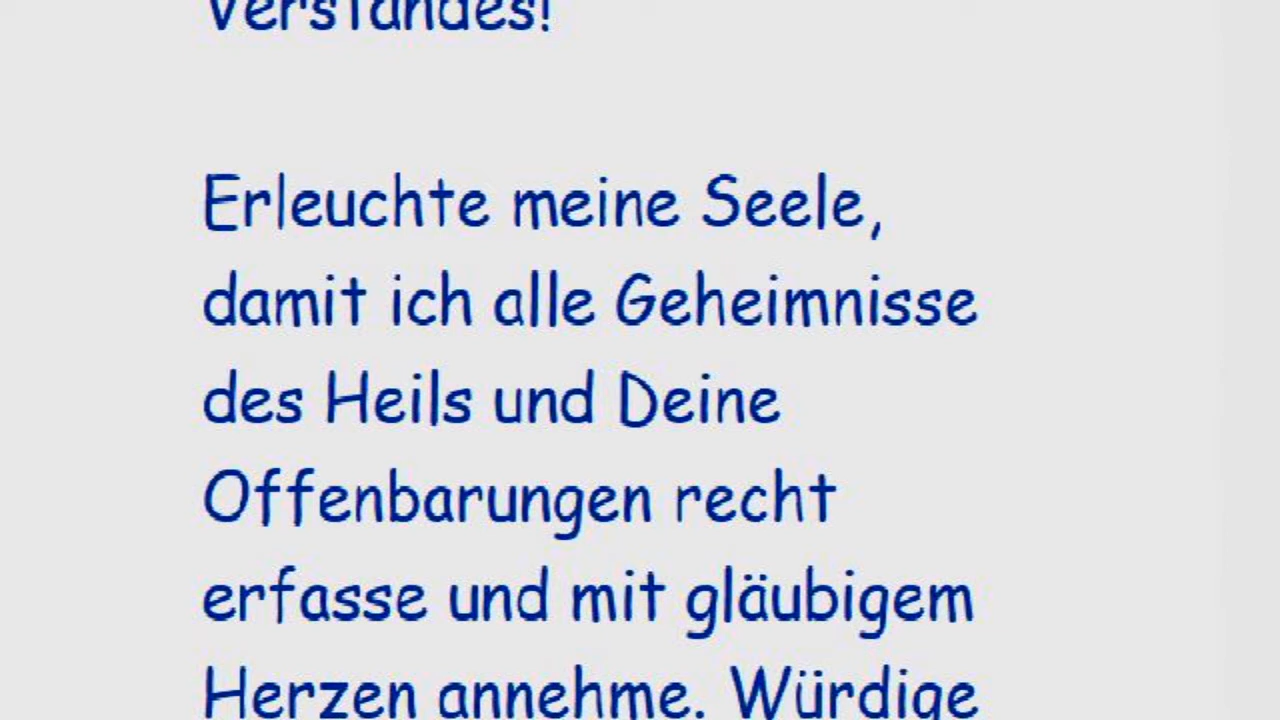 Verstandes!
Erleuchte meine Seele,
damit ich alle Geheimnisse
des Heils und Deine
Offenbarungen recht
erfasse und mit gläubigem
Herzen annehme. Würdige